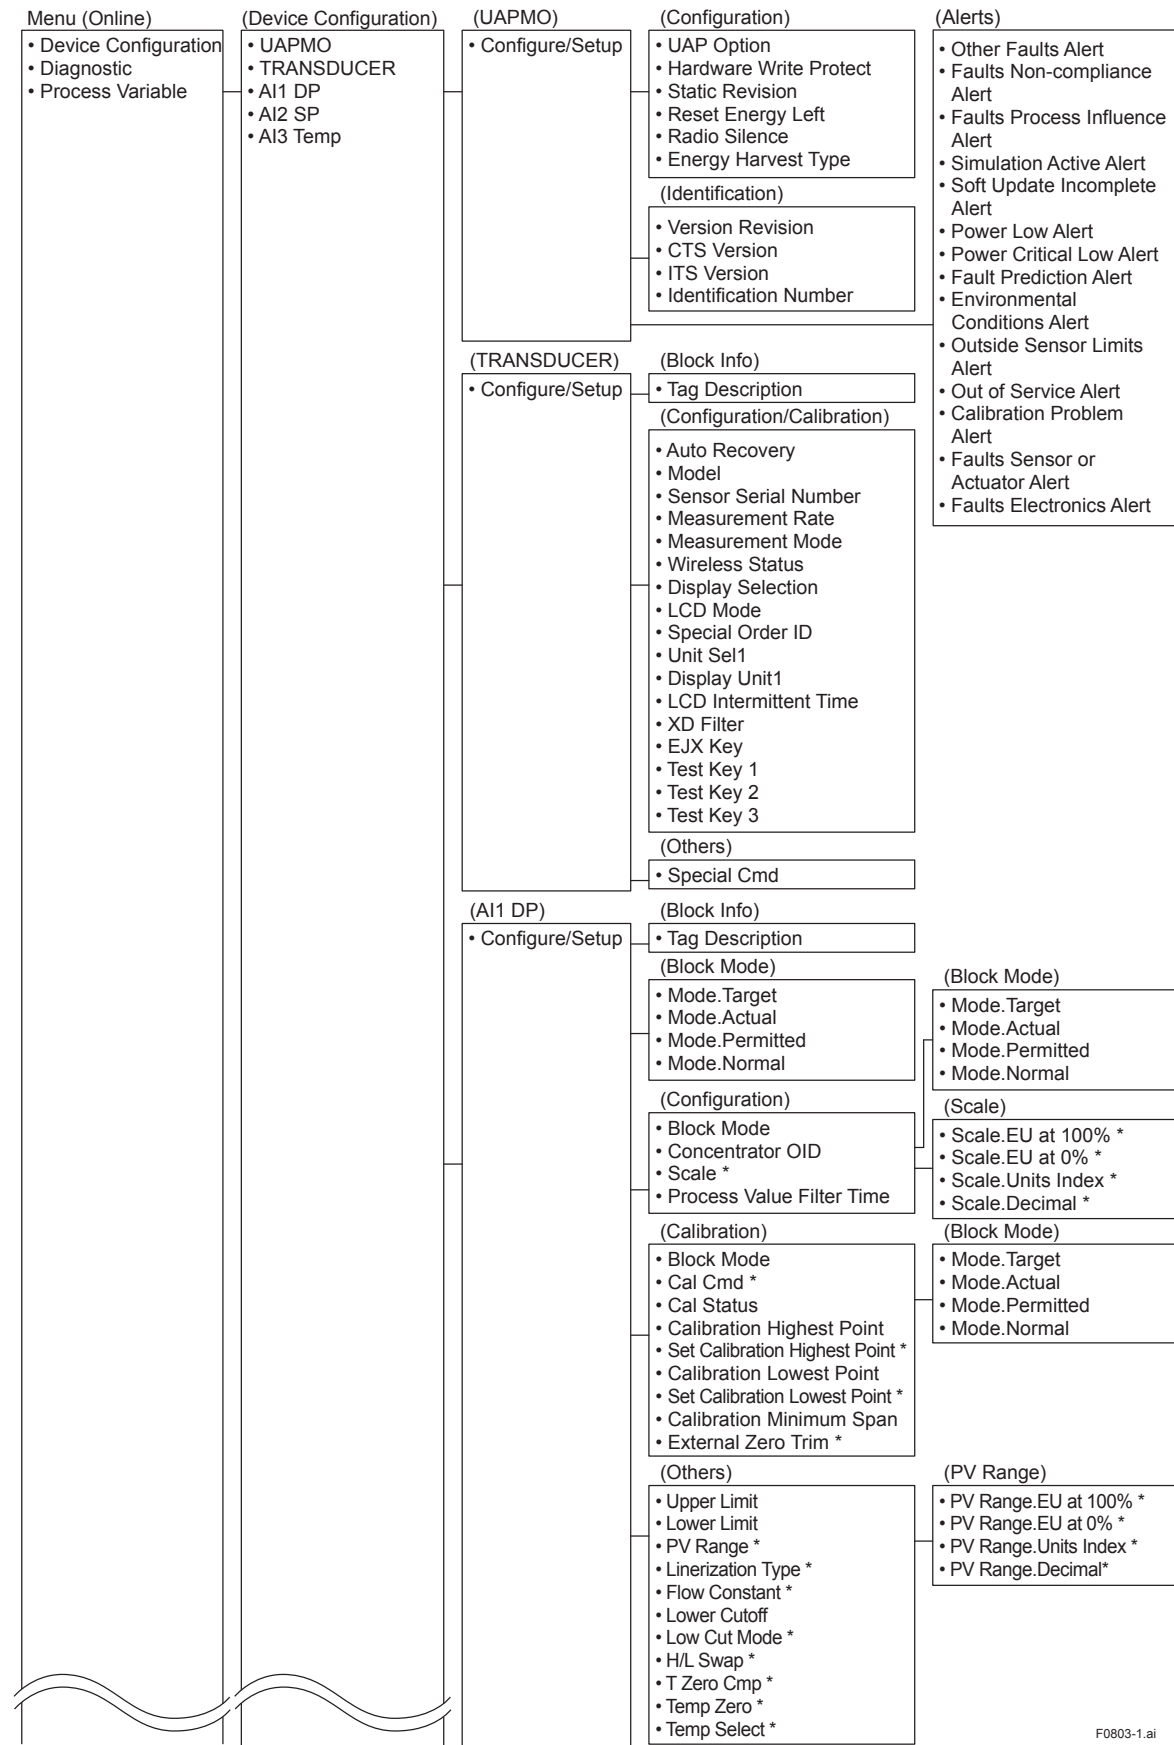 Menu (Online)
• Device Configuration
• Diagnostic
• Process Variable
(Device Configuration)
• UAPMO
• TRANSDUCER
• AI1 DP
• AI2 SP
• AI3 Temp
(UAPMO)
• Configure/Setup
(Configuration)
• UAP Option
• Hardware Write Protect
• Static Revision
• Reset Energy Left
• Radio Silence
• Energy Harvest Type
(Identification)
• Version Revision
• CTS Version
• ITS Version
• Identification Number
(Alerts)
• Other Faults Alert
• Faults Non-compliance
Alert
• Faults Process Influence
Alert
• Simulation Active Alert
• Soft Update Incomplete
Alert
• Power Low Alert
• Power Critical Low Alert
• Fault Prediction Alert
• Environmental
Conditions Alert
• Outside Sensor Limits
Alert
• Out of Service Alert
• Calibration Problem
Alert
• Faults Sensor or
Actuator Alert
• Faults Electronics Alert
(TRANSDUCER)
• Configure/Setup
(Block Info)
• Tag Description
(Configuration/Calibration)
• Auto Recovery
• Model
• Sensor Serial Number
• Measurement Rate
• Measurement Mode
• Wireless Status
• Display Selection
• LCD Mode
• Special Order ID
• Unit Sel1
• Display Unit1
• LCD Intermittent Time
• XD Filter
• EJX Key
• Test Key 1
• Test Key 2
• Test Key 3
(Others)
• Special Cmd
(AI1 DP)
• Configure/Setup
(Block Info)
• Tag Description
(Block Mode)
• Mode.Target
• Mode.Actual
• Mode.Permitted
• Mode.Normal
(Configuration)
• Block Mode
• Concentrator OID
• Scale *
• Process Value Filter Time
(Block Mode)
• Mode.Target
• Mode.Actual
• Mode.Permitted
• Mode.Normal
(Scale)
• Scale.EU at 100% *
• Scale.EU at 0% *
• Scale.Units Index *
• Scale.Decimal *
(Calibration)
• Block Mode
• Cal Cmd *
• Cal Status
• Calibration Highest Point
• Set Calibration Highest Point *
• Calibration Lowest Point
• Set Calibration Lowest Point *
• Calibration Minimum Span
• External Zero Trim *
(Block Mode)
• Mode.Target
• Mode.Actual
• Mode.Permitted
• Mode.Normal
(Others)
• Upper Limit
• Lower Limit
• PV Range *
• Linerization Type *
• Flow Constant *
• Lower Cutoff
• Low Cut Mode *
• H/L Swap *
• T Zero Cmp *
• Temp Zero *
• Temp Select *
(PV Range)
• PV Range.EU at 100% *
• PV Range.EU at 0% *
• PV Range.Units Index *
• PV Range.Decimal*
F0803-1.ai